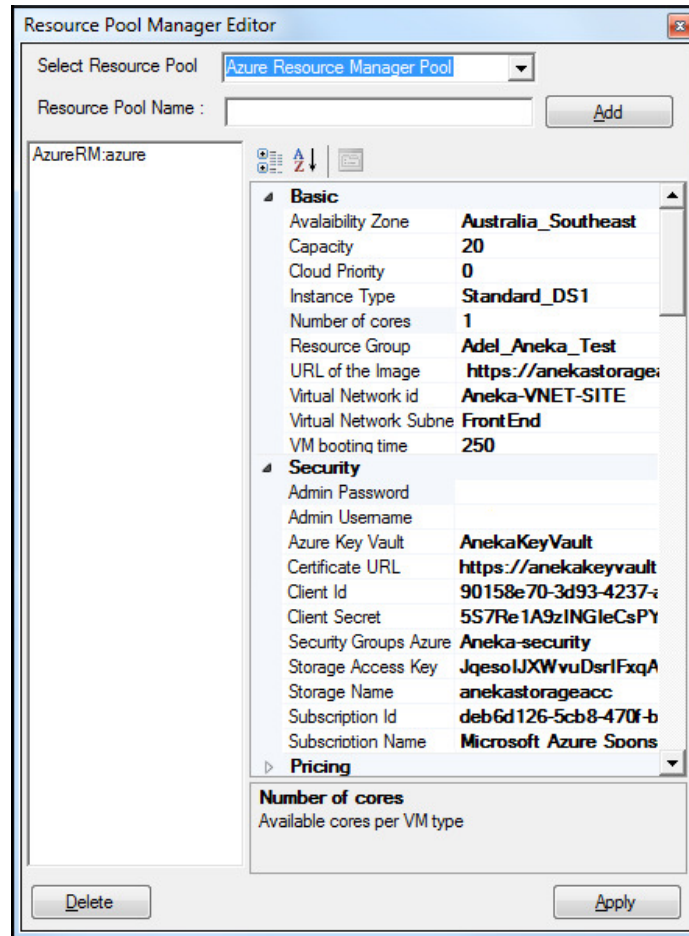 Resource Pool Manager Editor
Select Resource Pool Azure Resource Manager Pool
Resource Pool Name : Add
AzureRM:azure
Basic
Avalaibility Zone Australia_Southeast
Capacity 20
Cloud Priority 0
Instance Type Standard_DS1
Number of cores 1
Resource Group Adel_Aneka_Test
URL of the Image https://anekastoragea
Virtual Network id Aneka-VNET-SITE
Virtual Network Subne FrontEnd
VM booting time 250
Security
Admin Password
Admin Username
Azure Key Vault AnekaKeyVault
Certificate URL https://anekakeyvault
Client Id 90158e70-3d93-4237-a
Client Secret 5S7Re1A9zINGIeCsPY
Security Groups Azure Aneka-security
Storage Access Key JqesoIJXWvuDsrIFxqA
Storage Name anekastorageacc
Subscription Id deb6d126-5cb8-470f-b
Subscription Name Microsoft Azure Spons
Pricing
Number of cores
Available cores per VM type
Delete Apply